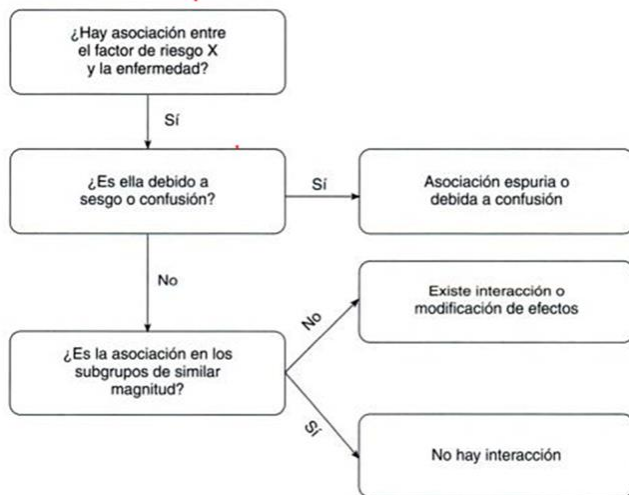 ¿Hay asociación entre
el factor de riesgo X
y la enfermedad?
Sí
¿Es ella debido a
sesgo o confusión?
Sí
Asociación espuria o
debida a confusión
No
¿Es la asociación en los
subgrupos de similar
magnitud?
No
Existe interacción o
modificación de efectos
Sí
No hay interacción